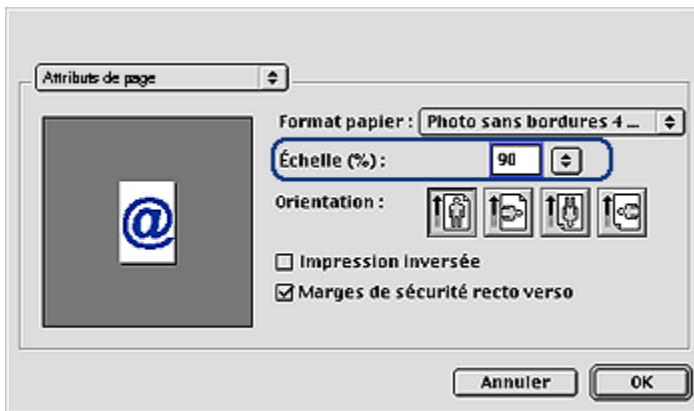 Attributs de page
Format papier : Photo sans bordures 4 ...
Échelle (%) : 90
Orientation :
@
Impression inversée
Marges de sécurité recto verso
Annuler OK